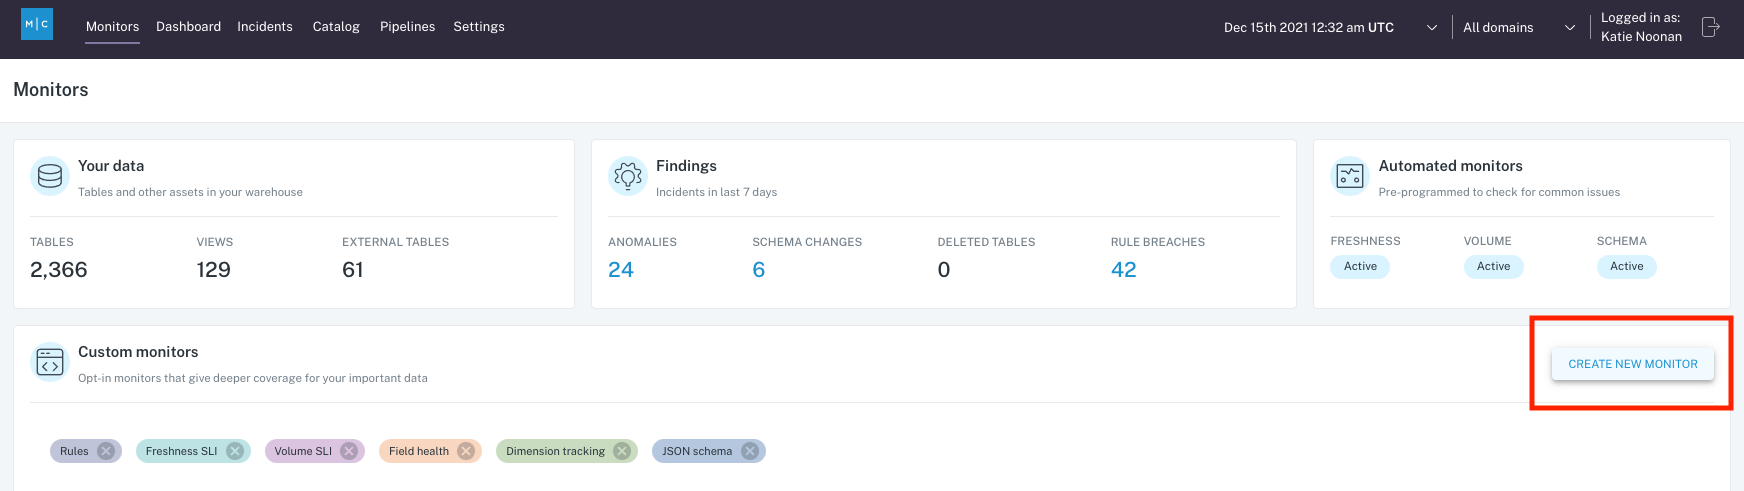 M|C
Monitors Dashboard Incidents Catalog Pipelines Settings
Dec 15th 2021 12:32 am UTC
All domains
Logged in as:
Katie Noonan
Monitors
Your data
Tables and other assets in your warehouse
TABLES VIEWS EXTERNAL TABLES
2,366 129 61
Findings
Incidents in last 7 days
ANOMALIES SCHEMA CHANGES DELETED TABLES RULE BREACHES
24 6 0 42
Automated monitors
Pre-programmed to check for common issues
FRESHNESS VOLUME SCHEMA
Active Active Active
Custom monitors
Opt-in monitors that give deeper coverage for your important data
CREATE NEW MONITOR
Rules Freshness SLI Volume SLI Field health Dimension tracking JSON schema